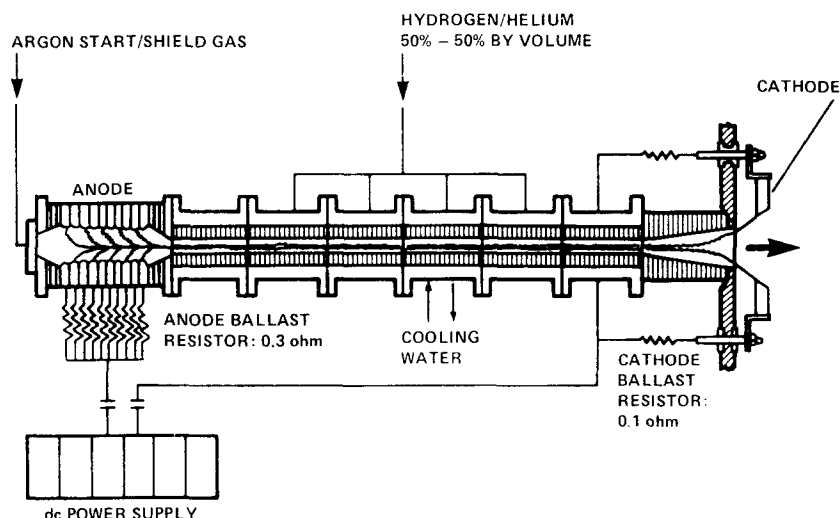 HYDROGEN/HELIUM
50% – 50% BY VOLUME
ARGON START/SHIELD GAS
CATHODE
ANODE
ANODE BALLAST
RESISTOR: 0.3 ohm
COOLING
WATER
CATHODE
BALLAST
RESISTOR:
0.1 ohm
dc POWER SUPPLY